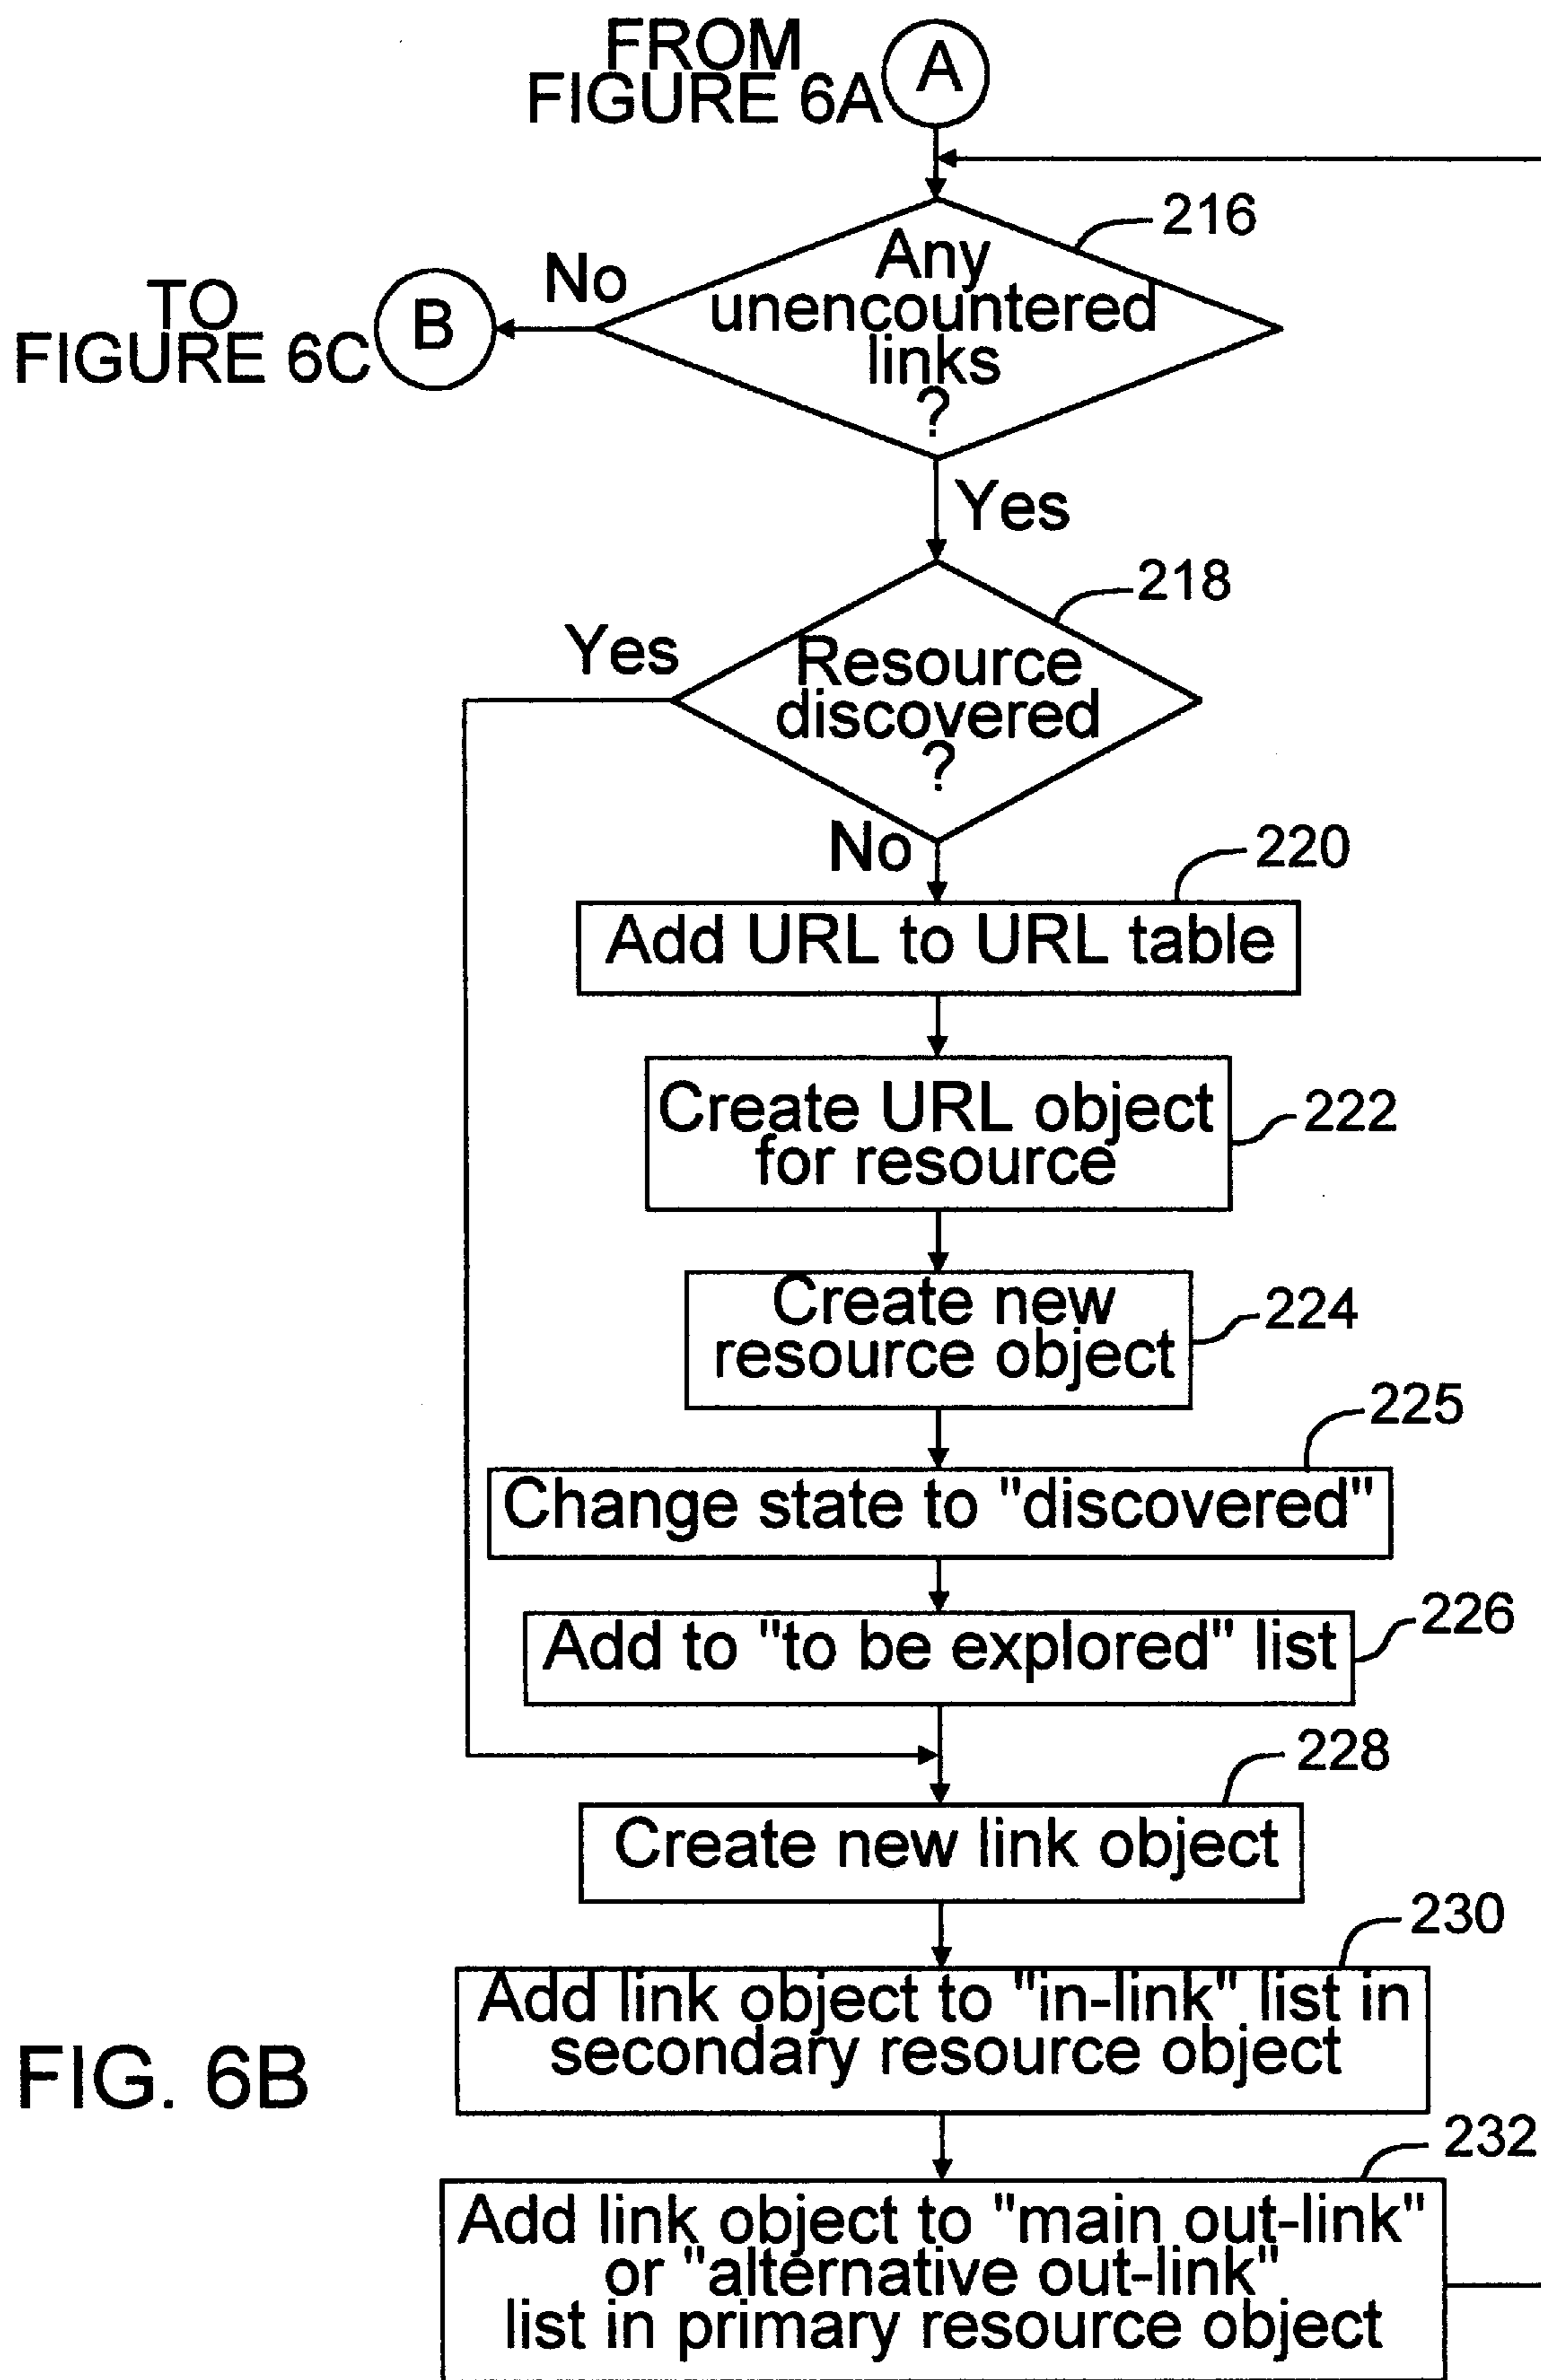 FROM
FIGURE 6A
A
216
Any
unencountered
links
?
No
B
TO
FIGURE 6C
Yes
218
Resource
discovered
?
Yes
No
220
Add URL to URL table
Create URL object
for resource
222
Create new
resource object
224
225
Change state to "discovered"
226
Add to "to be explored" list
228
Create new link object
230
Add link object to "in-link" list in
secondary resource object
FIG. 6B
232
Add link object to "main out-link"
or "alternative out-link"
list in primary resource object